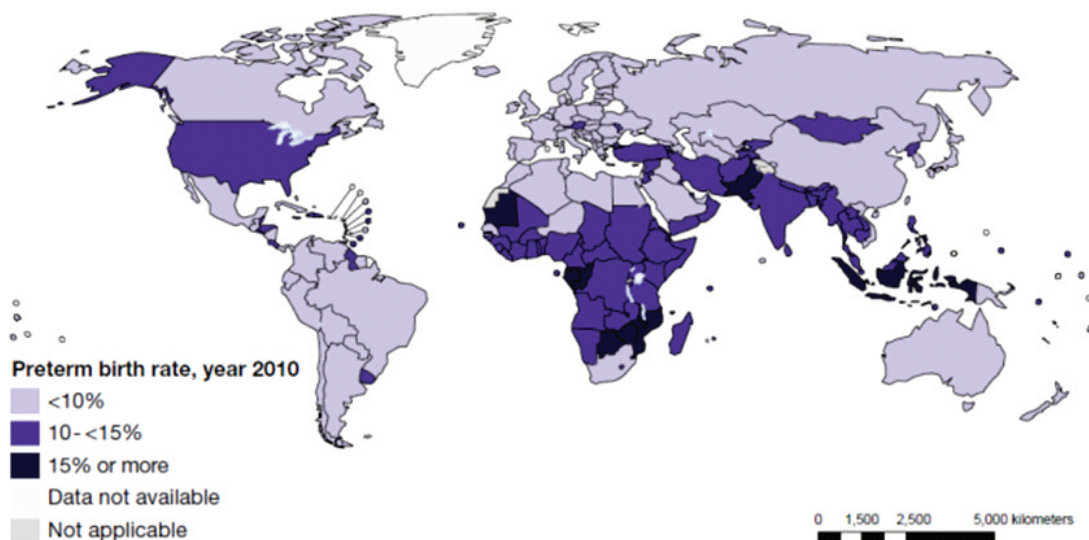 Preterm birth rate, year 2010
<10%
10-<15%
15% or more
Data not available
Not applicable
0 1,500 2,500 5,000 kilometers